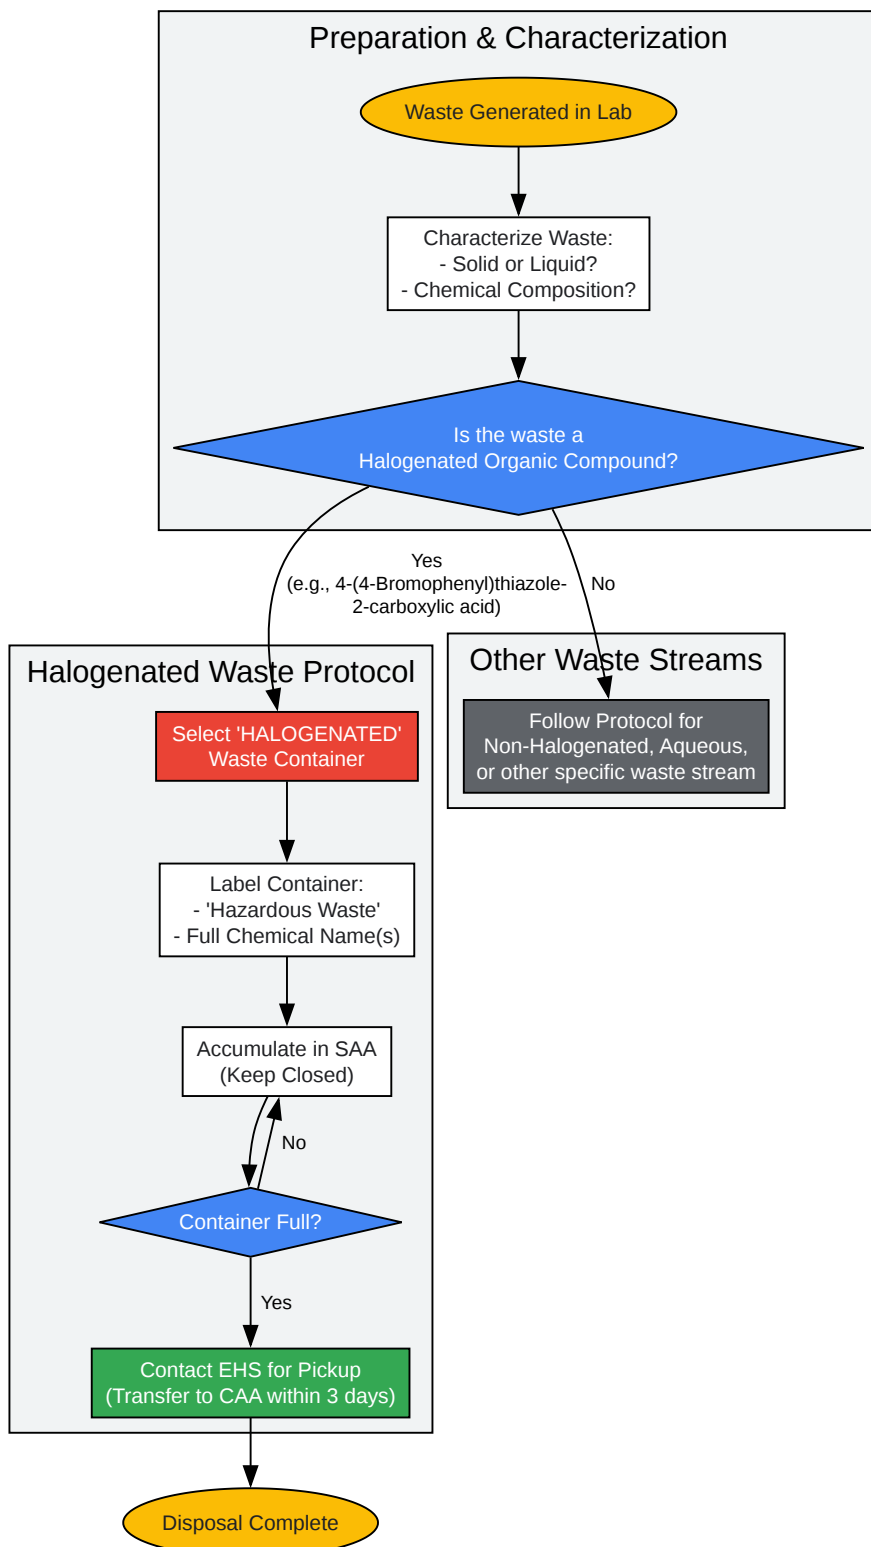 Preparation & Characterization
Waste Generated in Lab
Characterize Waste:
- Solid or Liquid?
- Chemical Composition?
Is the waste a
Halogenated Organic Compound?
Yes
(e.g., 4-(4-Bromophenyl)thiazole-
2-carboxylic acid)
No
Halogenated Waste Protocol
Select 'HALOGENATED'
Waste Container
Label Container:
- 'Hazardous Waste'
- Full Chemical Name(s)
Accumulate in SAA
(Keep Closed)
No
Container Full?
Yes
Contact EHS for Pickup
(Transfer to CAA within 3 days)
Disposal Complete
Other Waste Streams
Follow Protocol for
Non-Halogenated, Aqueous,
or other specific waste stream